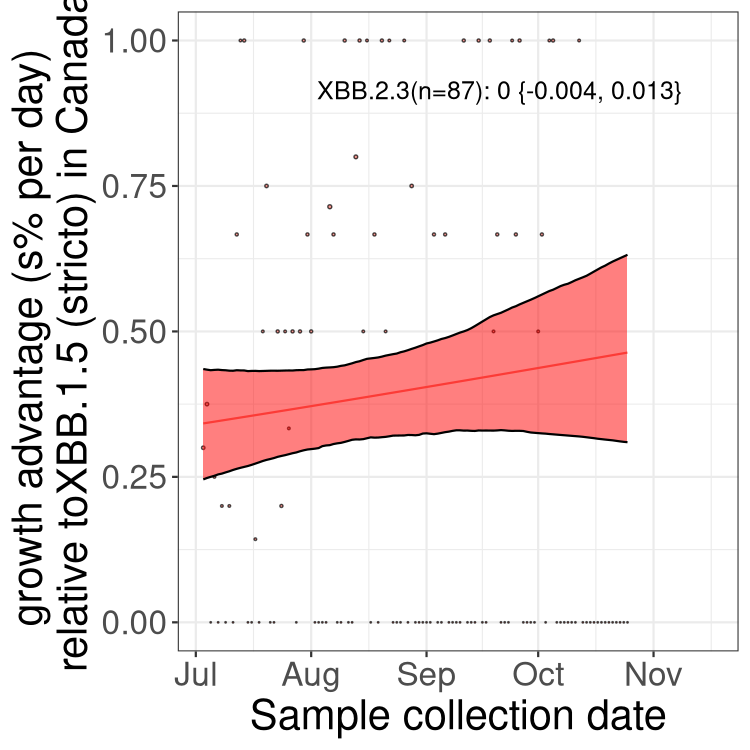 growth advantage (s% per day)
relative toXBB.1.5 (stricto) in Canada
1.00
0.75
0.50
0.25
0.00
XBB.2.3(n=87): 0 {-0.004, 0.013}
Jul Aug Sep Oct Nov
Sample collection date